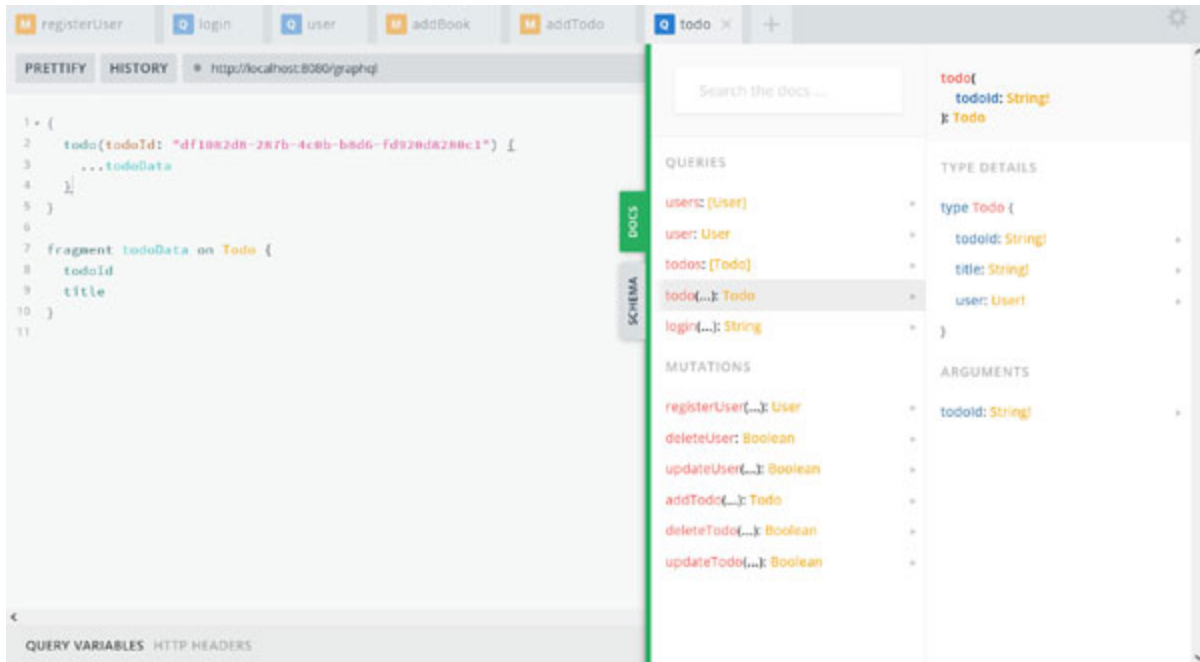 M registerUser
Q login
Q user
M addBook
M addTodo
Q todo
PRETTIFY
HISTORY
http://localhost:8080/graphql
1 {
2 todo(todoId: "df1082d8-287b-4c0b-b8d6-fd920d8280c1") {
3 ...todoData
4 }
5 }
6
7 fragment todoData on Todo {
8 todoId
9 title
10 }
11
QUERY VARIABLES HTTP HEADERS
DOCS
SCHEMA
Search the docs ...
QUERIES
users: [User]
user: User
todos: [Todo]
todo(...): Todo
login(...): String
MUTATIONS
registerUser(...): User
deleteUser: Boolean
updateUser(...): Boolean
addTodo(...): Todo
deleteTodo(...): Boolean
updateTodo(...): Boolean
todo(
todoId: String!
): Todo
TYPE DETAILS
type Todo {
todoId: String!
title: String!
user: User!
}
ARGUMENTS
todoId: String!